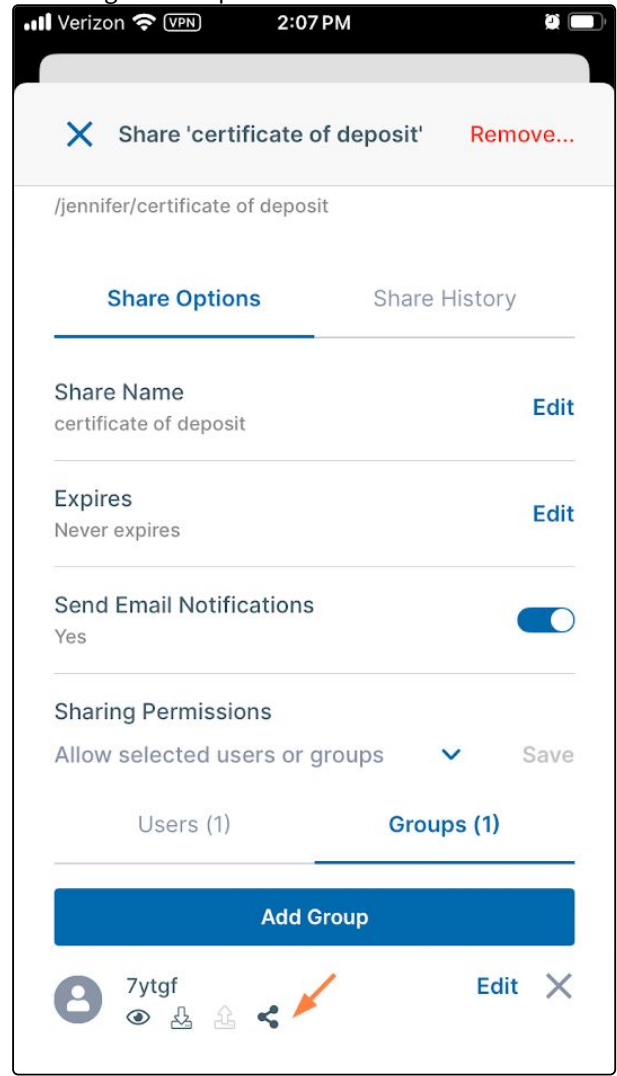 Verizon VPN 2:07 PM
Share 'certificate of deposit' Remove...
/jennifer/certificate of deposit
Share Options Share History
Share Name
certificate of deposit
Edit
Expires
Never expires
Edit
Send Email Notifications
Yes
Sharing Permissions
Allow selected users or groups Save
Users (1) Groups (1)
Add Group
7ytgf Edit